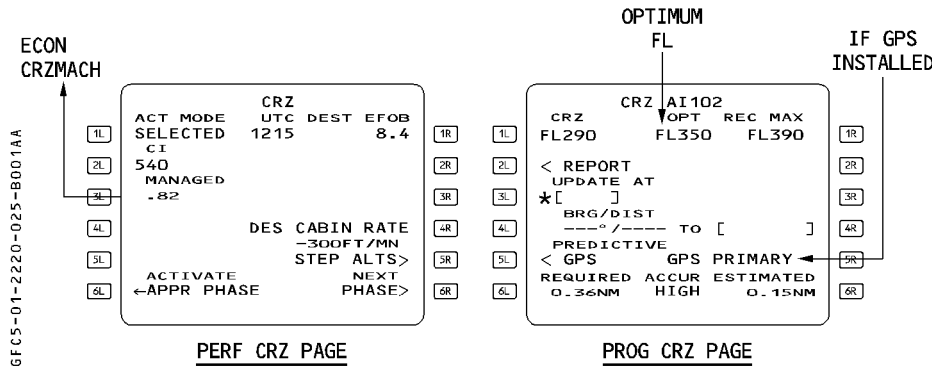 OPTIMUM
FL
ECON
CRZMACH
IF GPS
INSTALLED
GFC5-01-2220-025-B001AA
CRZ
ACT MODE UTC DEST EFOB
1L SELECTED 1215 8.4 1R
CI
2L 540 2R
MANAGED
3L .82 3R
4L DES CABIN RATE 4R
-300FT/MN
5L STEP ALTS> 5R
ACTIVATE NEXT
6L ←APPR PHASE PHASE> 6R
PERF CRZ PAGE
CRZ AI102
CRZ OPT REC MAX
1L FL290 FL350 FL390 1R
2L < REPORT 2R
UPDATE AT
3L *[ ] 3R
BRG/DIST
4L ---°/---- TO [ ] 4R
PREDICTIVE
5L < GPS GPS PRIMARY 5R
REQUIRED ACCUR ESTIMATED
6L 0.36NM HIGH 0.15NM 6R
PROG CRZ PAGE